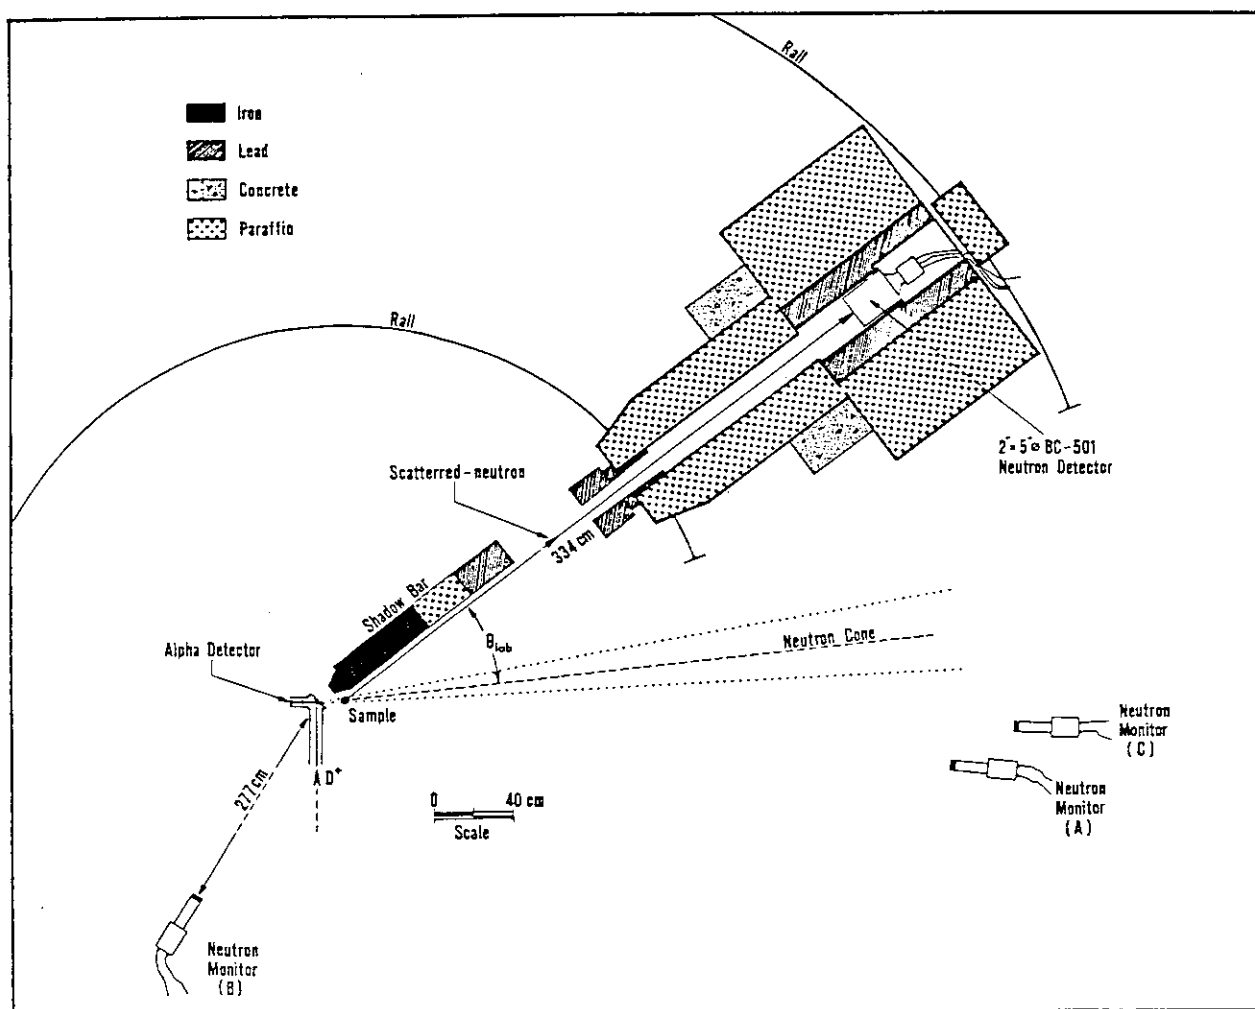 Rail
Iron
Lead
Concrete
Paraffin
Rail
2"×5"ø BC-501
Neutron Detector
Scattered-neutron
334 cm
Shadow Bar
θlab
Neutron Cone
Alpha Detector
Sample
Neutron
Monitor
(C)
277cm
D+
0 40 cm
Scale
Neutron
Monitor
(A)
Neutron
Monitor
(B)